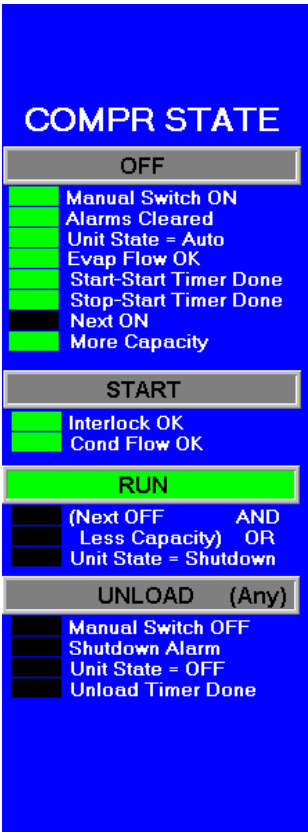 COMPR STATE
OFF
Manual Switch ON
Alarms Cleared
Unit State = Auto
Evap Flow OK
Start-Start Timer Done
Stop-Start Timer Done
Next ON
More Capacity
START
Interlock OK
Cond Flow OK
RUN
(Next OFF AND
Less Capacity) OR
Unit State = Shutdown
UNLOAD (Any)
Manual Switch OFF
Shutdown Alarm
Unit State = OFF
Unload Timer Done